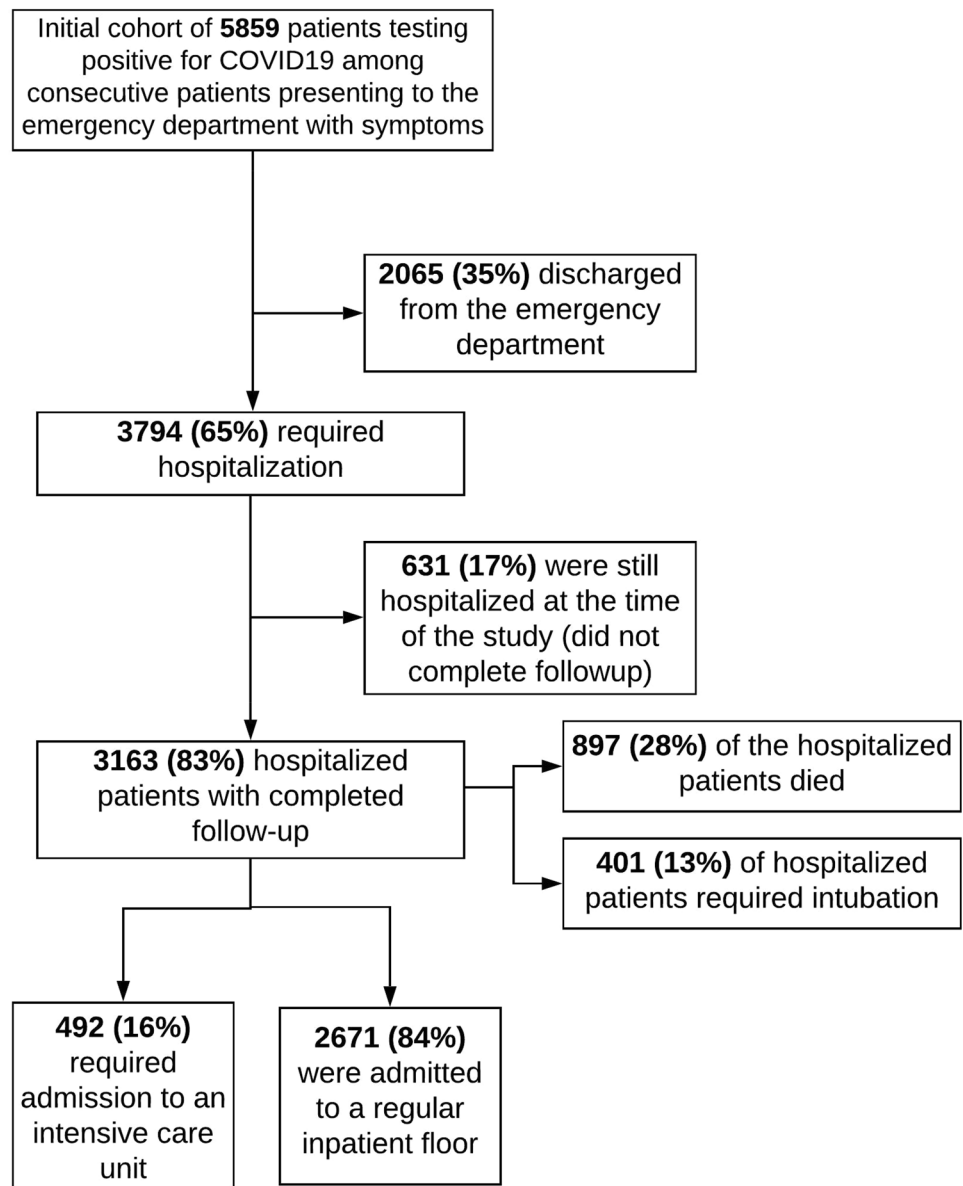 Initial cohort of 5859 patients testing
positive for COVID19 among
consecutive patients presenting to the
emergency department with symptoms
2065 (35%) discharged
from the emergency
department
3794 (65%) required
hospitalization
631 (17%) were still
hospitalized at the time
of the study (did not
complete followup)
3163 (83%) hospitalized
patients with completed
follow-up
897 (28%) of the hospitalized
patients died
401 (13%) of hospitalized
patients required intubation
492 (16%)
required
admission to an
intensive care
unit
2671 (84%)
were admitted
to a regular
inpatient floor